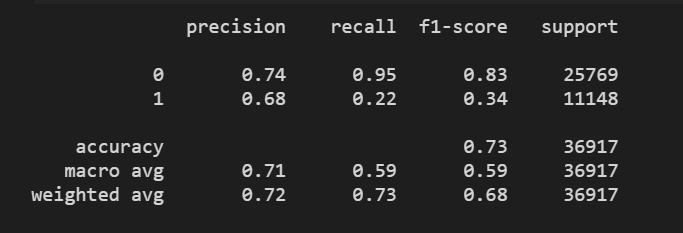 precision recall f1-score support
0 0.74 0.95 0.83 25769
1 0.68 0.22 0.34 11148
accuracy 0.73 36917
macro avg 0.71 0.59 0.59 36917
weighted avg 0.72 0.73 0.68 36917